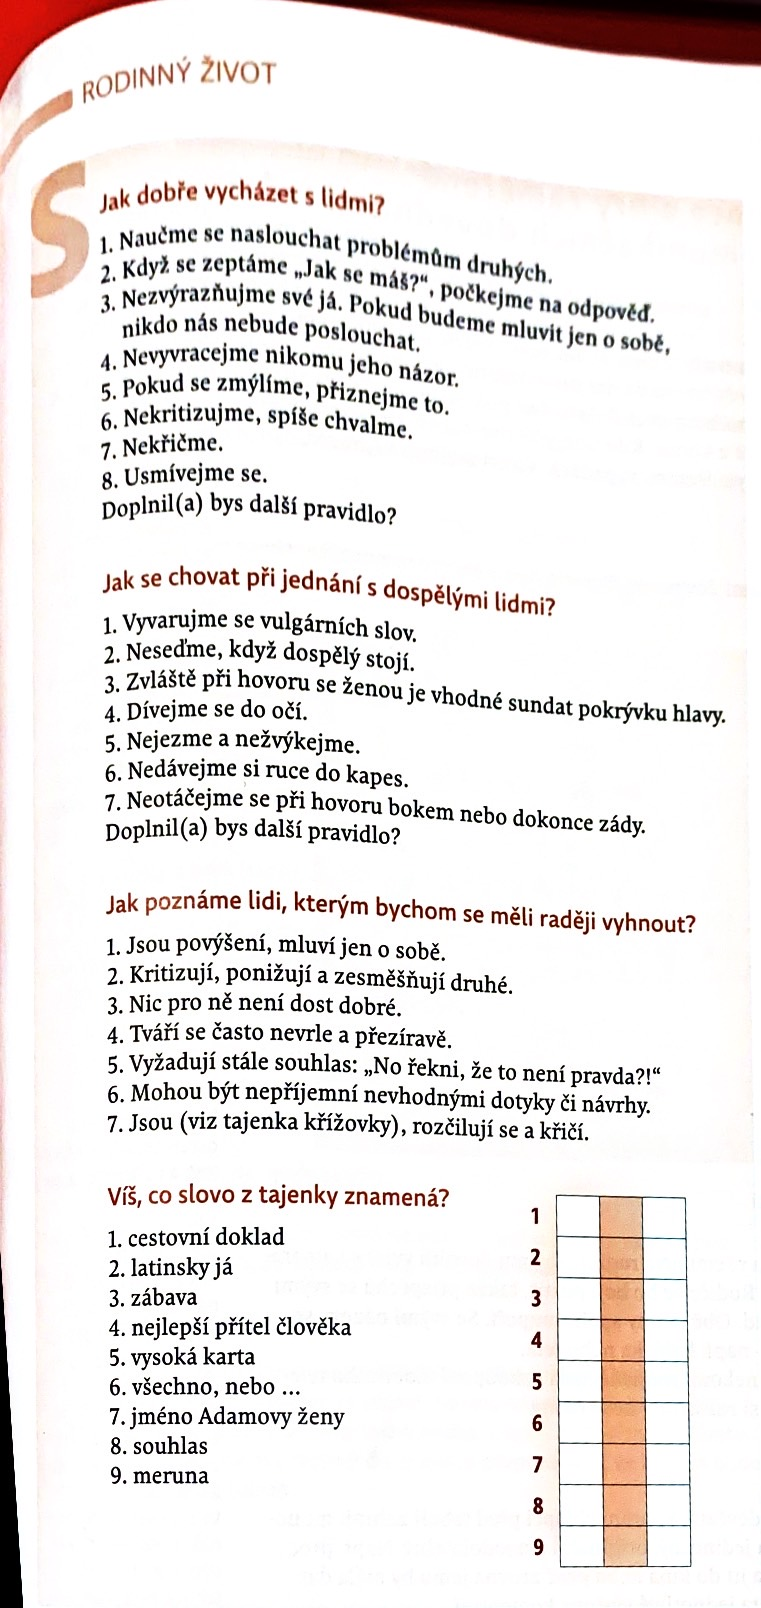 RODINNÝ ŽIVOT
S
Jak dobře vycházet s lidmi?
1. Naučme se naslouchat problémům druhých.
2. Když se zeptáme „Jak se máš?“, počkejme na odpověď.
3. Nezvýrazňujme své já. Pokud budeme mluvit jen o sobě,
nikdo nás nebude poslouchat.
4. Nevyvracejme nikomu jeho názor.
5. Pokud se zmýlíme, přiznejme to.
6. Nekritizujme, spíše chvalme.
7. Nekřičme.
8. Usmívejme se.
Doplnil(a) bys další pravidlo?
Jak se chovat při jednání s dospělými lidmi?
1. Vyvarujme se vulgárních slov.
2. Neseďme, když dospělý stojí.
3. Zvláště při hovoru se ženou je vhodné sundat pokrývku hlavy.
4. Dívejme se do očí.
5. Nejezme a nežvýkejme.
6. Nedávejme si ruce do kapes.
7. Neotáčejme se při hovoru bokem nebo dokonce zády.
Doplnil(a) bys další pravidlo?
Jak poznáme lidi, kterým bychom se měli raději vyhnout?
1. Jsou povýšení, mluví jen o sobě.
2. Kritizují, ponižují a zesměšňují druhé.
3. Nic pro ně není dost dobré.
4. Tváří se často nevrle a přezíravě.
5. Vyžadují stále souhlas: „No řekni, že to není pravda?!“
6. Mohou být nepříjemní nevhodnými dotyky či návrhy.
7. Jsou (viz tajenka křížovky), rozčilují se a křičí.
Víš, co slovo z tajenky znamená?
1. cestovní doklad
2. latinsky já
3. zábava
4. nejlepší přítel člověka
5. vysoká karta
6. všechno, nebo ...
7. jméno Adamovy ženy
8. souhlas
9. meruna
1
2
3
4
5
6
7
8
9